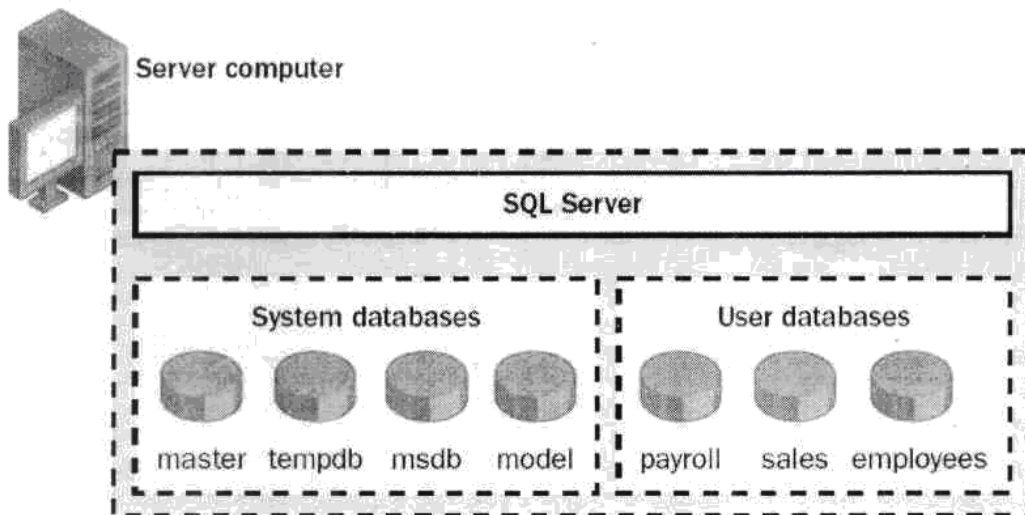 Server computer
SQL Server
System databases
master tempdb msdb model
User databases
payroll sales employees